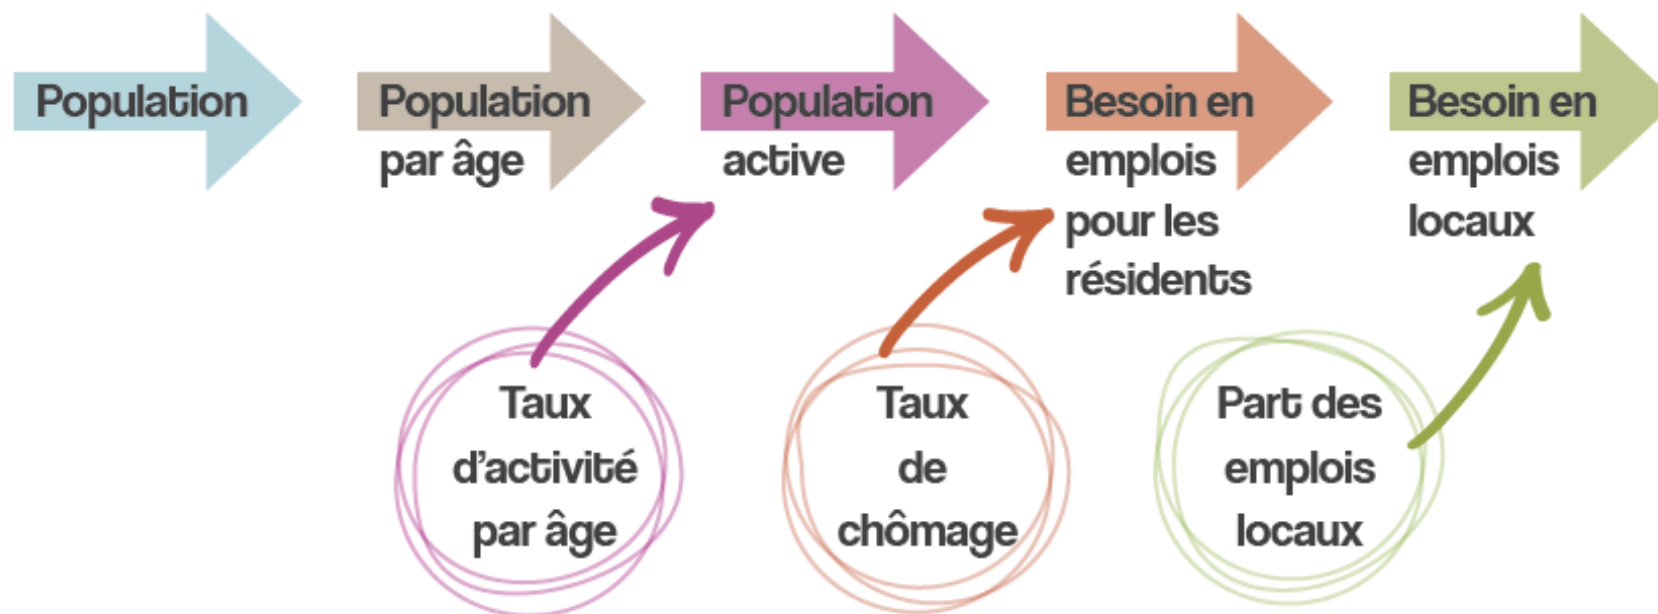 Population
Population
par âge
Population
active
Besoin en
emplois
pour les
résidents
Besoin en
emplois
locaux
Taux
d’activité
par âge
Taux
de
chômage
Part des
emplois
locaux